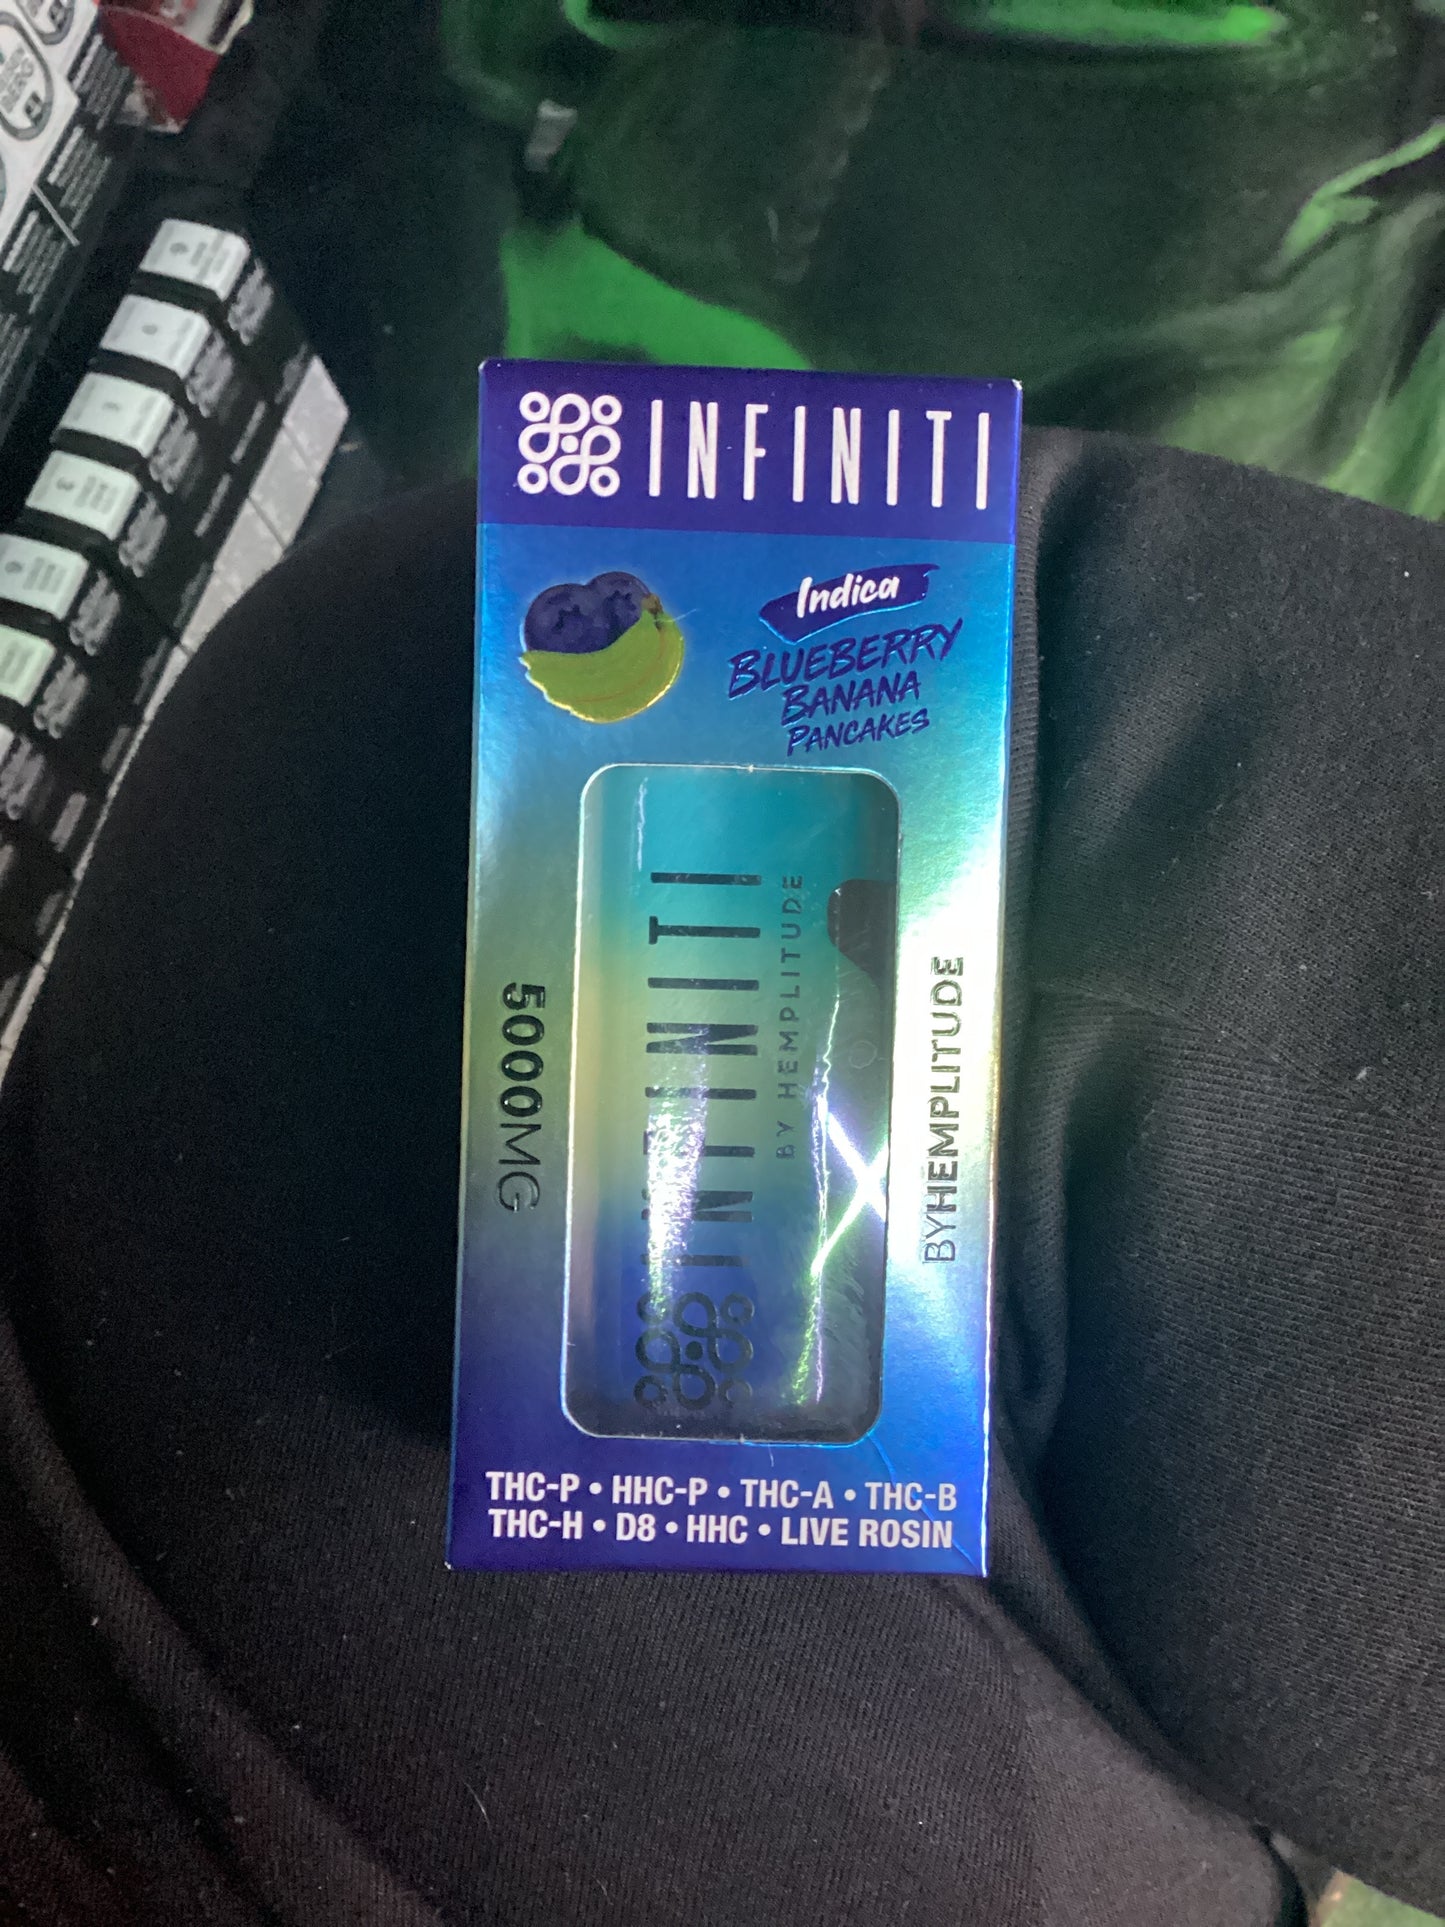 INFINITI
Indica
BLUEBERRY
BANANA
PANCAKES
5000MG
INFINITI
BY HEMPLITUDE
INFINITI
BYHEMPLITUDE
THC-P • HHC-P • THC-A • THC-B
THC-H • D8 • HHC • LIVE ROSIN